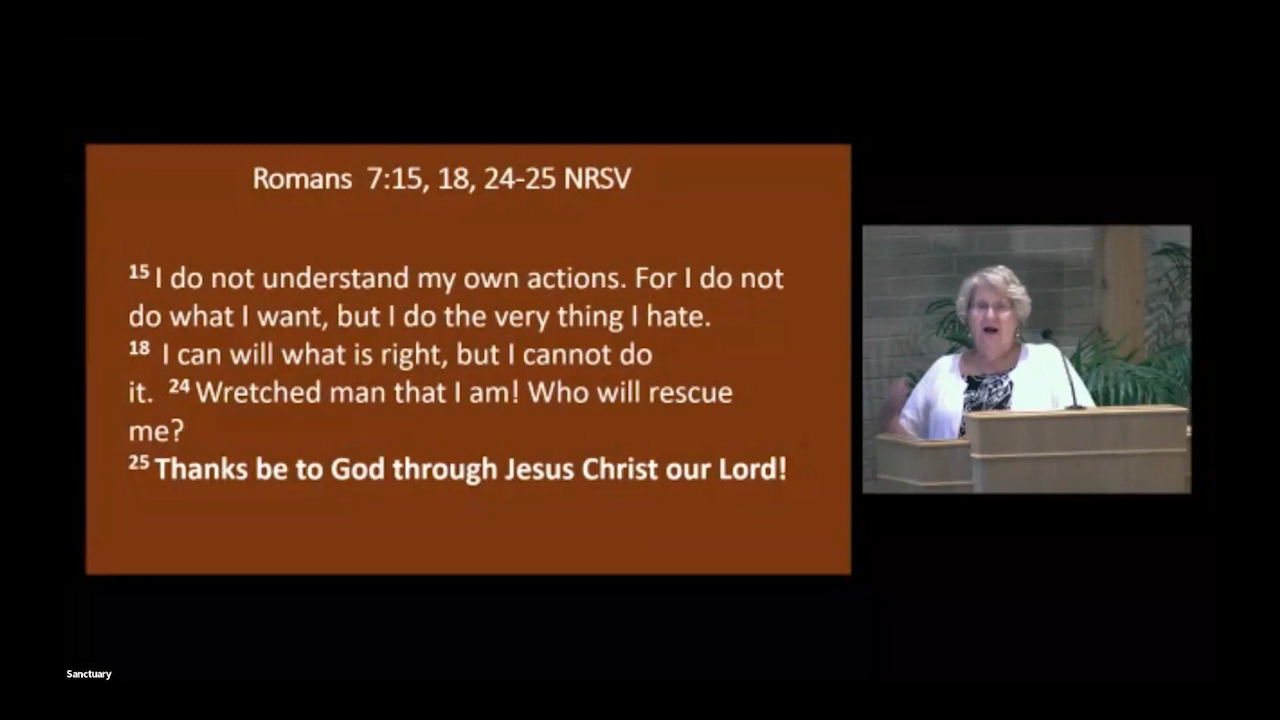 Romans 7:15, 18, 24-25 NRSV
15 I do not understand my own actions. For I do not
do what I want, but I do the very thing I hate.
18 I can will what is right, but I cannot do
it. 24 Wretched man that I am! Who will rescue
me?
25 Thanks be to God through Jesus Christ our Lord!
Sanctuary